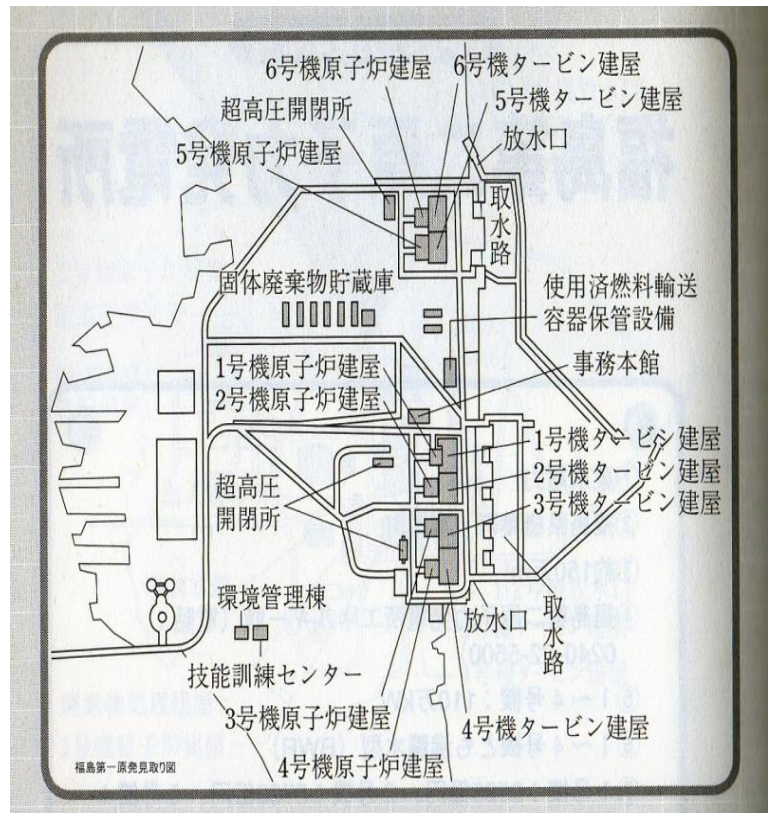 6号機原子炉建屋
6号機タービン建屋
超高圧開閉所
5号機タービン建屋
5号機原子炉建屋
放水口
取水路
固体廃棄物貯蔵庫
使用済燃料輸送
容器保管設備
1号機原子炉建屋
2号機原子炉建屋
事務本館
1号機タービン建屋
2号機タービン建屋
3号機タービン建屋
超高圧
開閉所
環境管理棟
放水口
取水路
技能訓練センター
3号機原子炉建屋
4号機タービン建屋
4号機原子炉建屋
福島第一原発見取り図